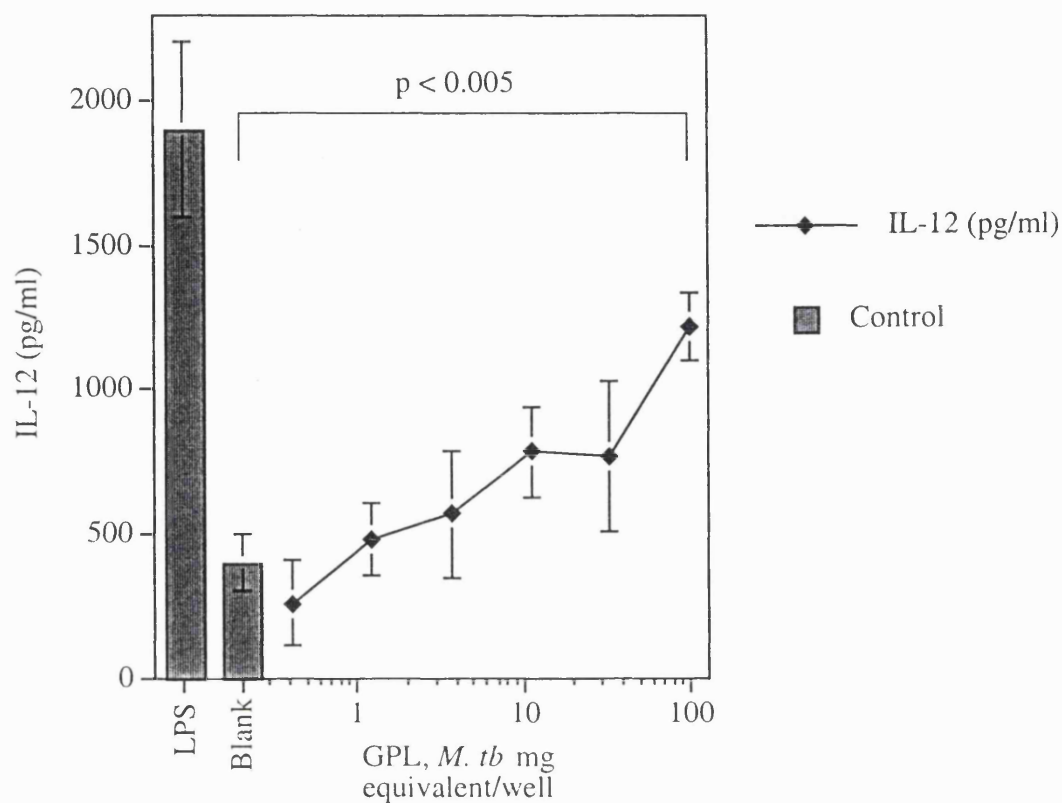 2000
1500
1000
500
0
IL-12 (pg/ml)
p < 0.005
LPS
Blank
1
10
100
GPL, M. tb mg
equivalent/well
IL-12 (pg/ml)
Control